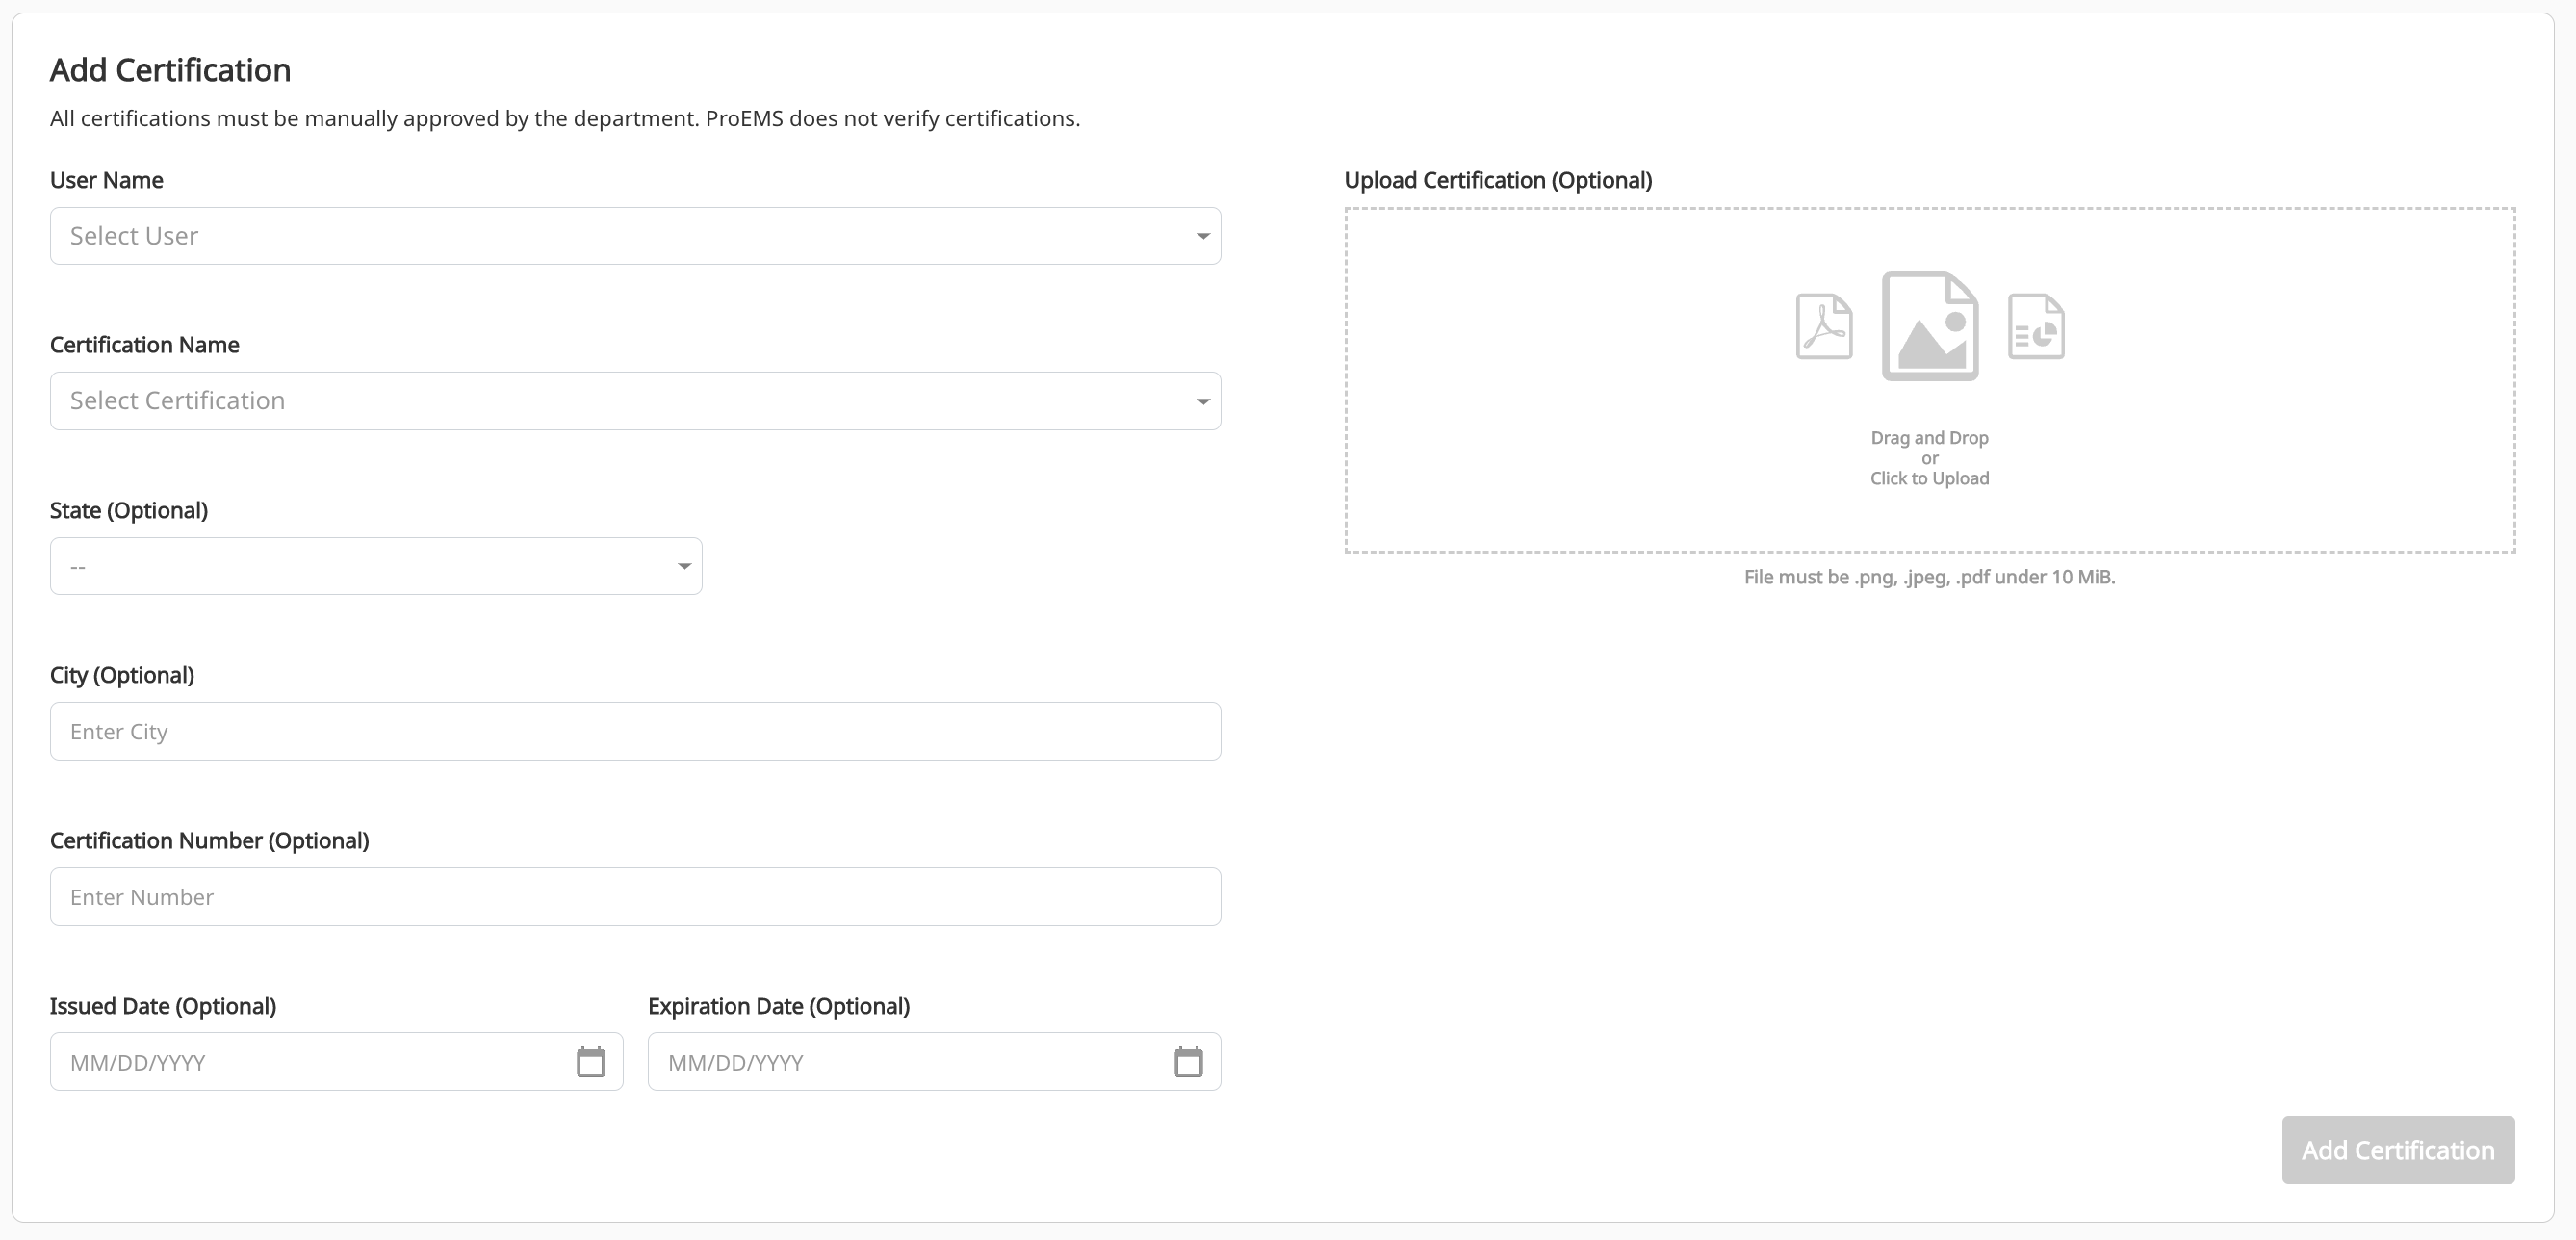 Add Certification
All certifications must be manually approved by the department. ProEMS does not verify certifications.
User Name
Select User
Certification Name
Select Certification
State (Optional)
--
City (Optional)
Enter City
Certification Number (Optional)
Enter Number
Issued Date (Optional)
MM/DD/YYYY
Expiration Date (Optional)
MM/DD/YYYY
Upload Certification (Optional)
Drag and Drop
or
Click to Upload
File must be .png, .jpeg, .pdf under 10 MiB.
Add Certification